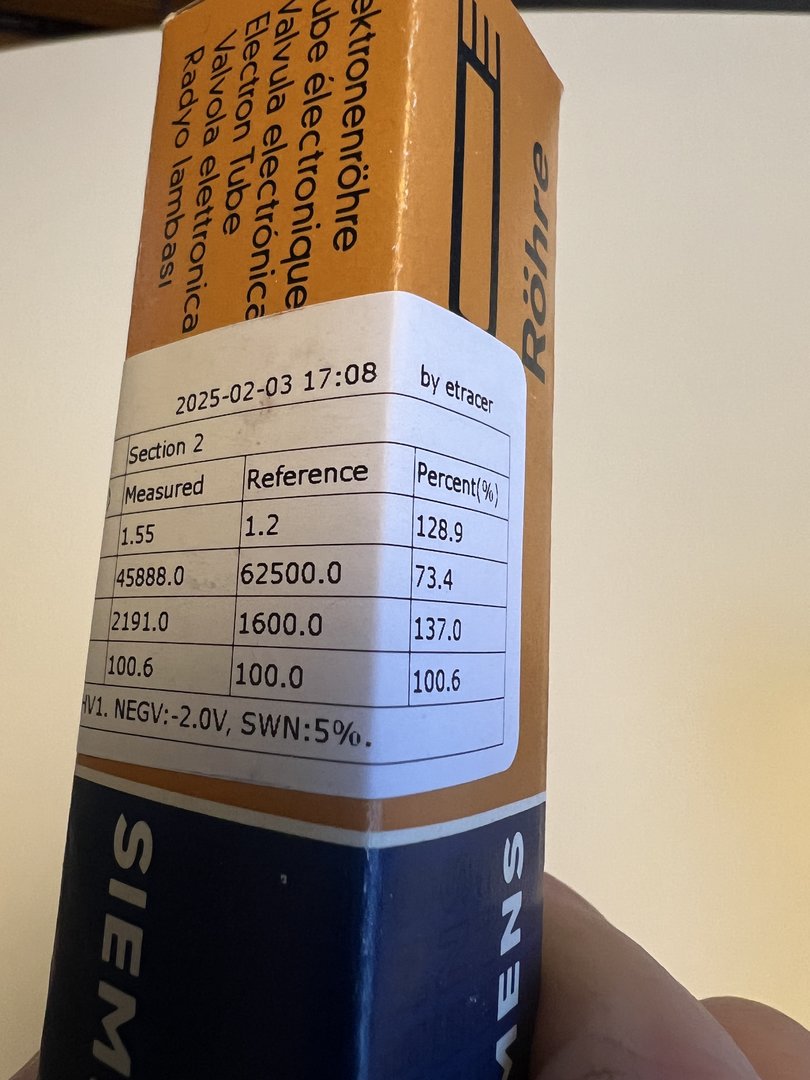 ektronenröhre
ube électronique
valvula electrónica
Electron Tube
Valvola elettronica
Radyo lambası
Röhre
2025-02-03 17:08 by etracer
Section 2
Measured Reference Percent(%)
1.55 1.2 128.9
45888.0 62500.0 73.4
2191.0 1600.0 137.0
100.6 100.0 100.6
HV1. NEGV:-2.0V, SWN:5%.
SIEM
MENS